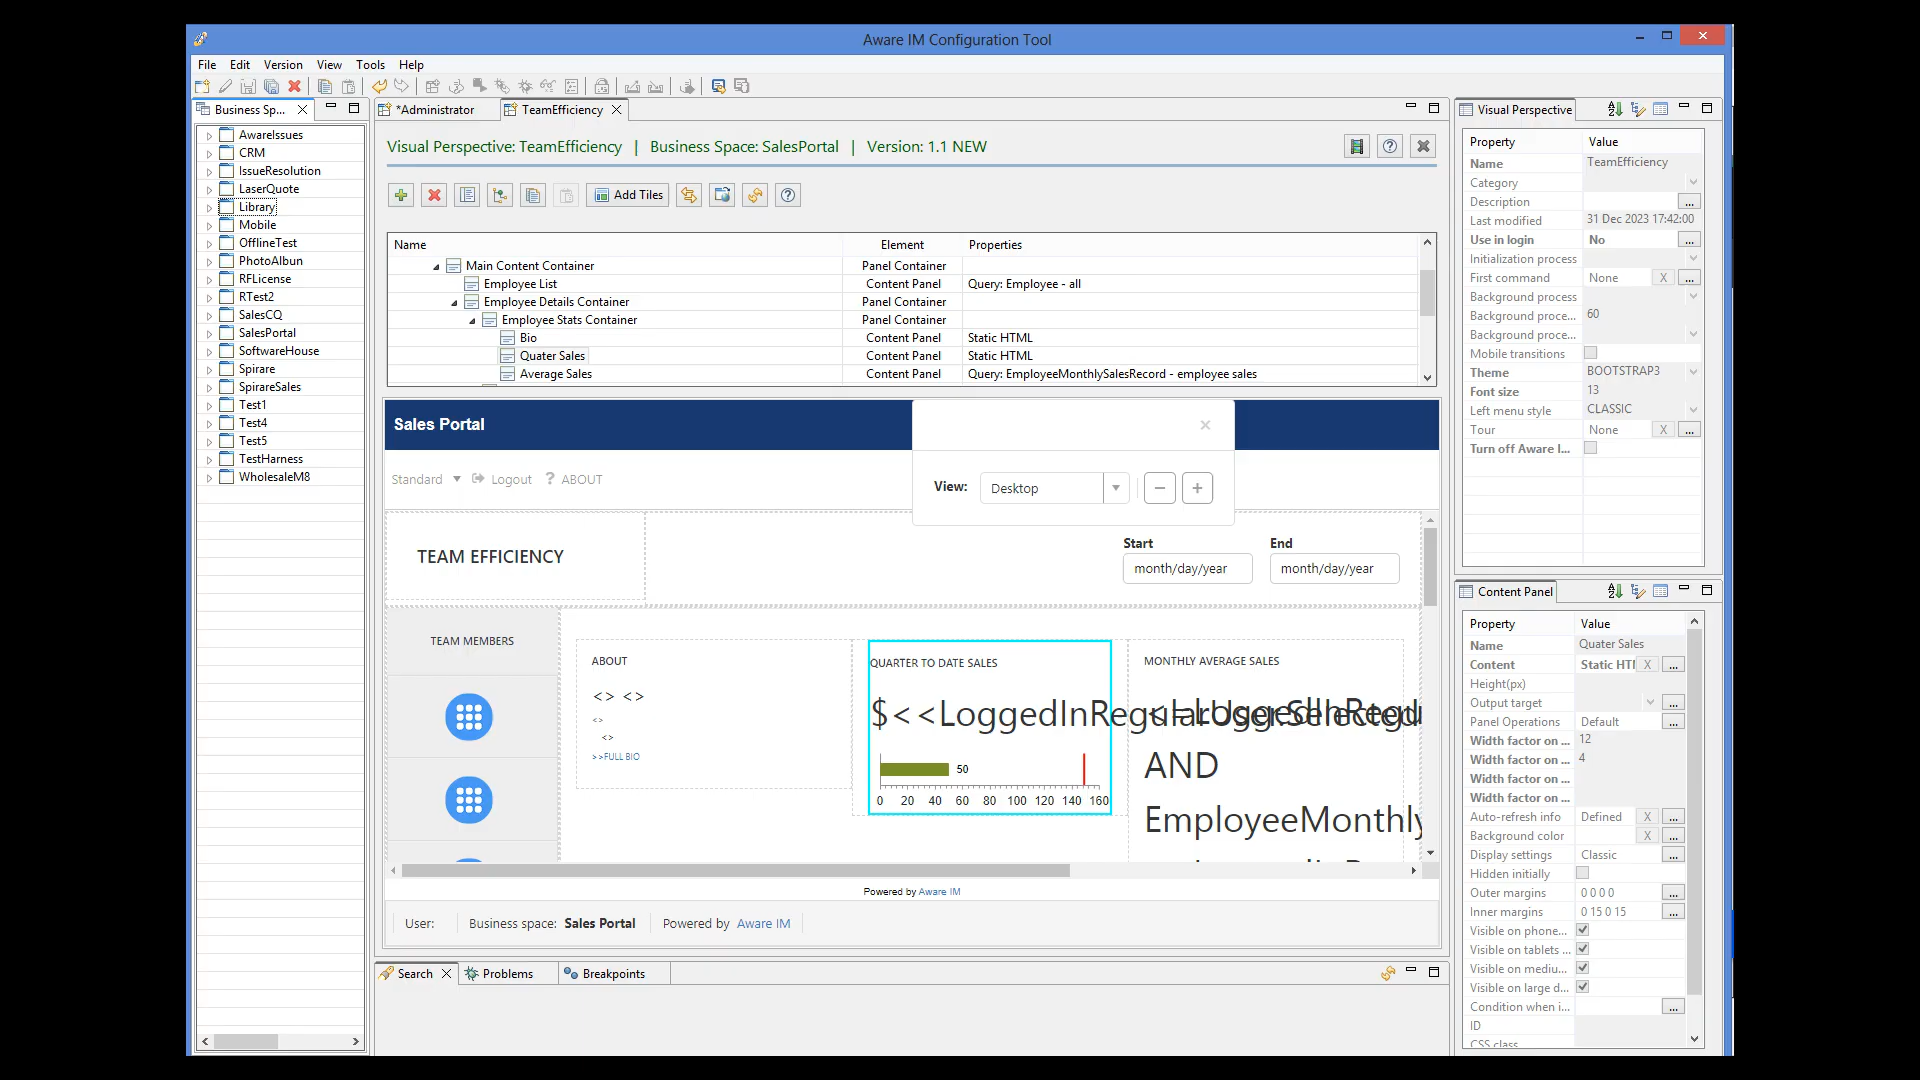 Aware IM Configuration Tool
File Edit Version View Tools Help
Business Sp...
*Administrator
TeamEfficiency
Visual Perspective
AwareIssues
CRM
IssueResolution
LaserQuote
Library
Mobile
OfflineTest
PhotoAlbun
RFLicense
RTest2
SalesCQ
SalesPortal
SoftwareHouse
Spirare
SpirareSales
Test1
Test4
Test5
TestHarness
WholesaleM8
Visual Perspective: TeamEfficiency | Business Space: SalesPortal | Version: 1.1 NEW
Add Tiles
Name Element Properties
Main Content Container Panel Container
Employee List Content Panel Query: Employee - all
Employee Details Container Panel Container
Employee Stats Container Panel Container
Bio Content Panel Static HTML
Quater Sales Content Panel Static HTML
Average Sales Content Panel Query: EmployeeMonthlySalesRecord - employee sales
Sales Portal
Standard Logout ? ABOUT
View: Desktop
TEAM EFFICIENCY
Start
month/day/year
End
month/day/year
TEAM MEMBERS
ABOUT
<> <>
<>
<>
>>FULL BIO
QUARTER TO DATE SALES
$<<LoggedInRegularUser.Selected
50
0 20 40 60 80 100 120 140 160
MONTHLY AVERAGE SALES
AND
EmployeeMonthly
Powered by Aware IM
User: Business space: Sales Portal Powered by Aware IM
Search Problems Breakpoints
Property Value
Name TeamEfficiency
Category
Description ...
Last modified 31 Dec 2023 17:42:00
Use in login No ...
Initialization process
First command None X ...
Background process
Background proce... 60
Background proce...
Mobile transitions
Theme BOOTSTRAP3
Font size 13
Left menu style CLASSIC
Tour None X ...
Turn off Aware I...
Content Panel
Property Value
Name Quater Sales
Content Static HTI X ...
Height(px)
Output target ...
Panel Operations Default ...
Width factor on ... 12
Width factor on ... 4
Width factor on ...
Width factor on ...
Auto-refresh info Defined X ...
Background color X ...
Display settings Classic ...
Hidden initially
Outer margins 0 0 0 0 ...
Inner margins 0 15 0 15 ...
Visible on phone...
Visible on tablets ...
Visible on mediu...
Visible on large d...
Condition when i... ...
ID
CSS class